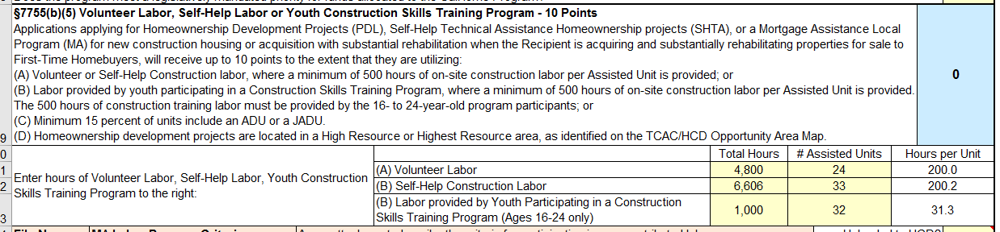 §7755(b)(5) Volunteer Labor, Self-Help Labor or Youth Construction Skills Training Program - 10 Points
Applications applying for Homeownership Development Projects (PDL), Self-Help Technical Assistance Homeownership projects (SHTA), or a Mortgage Assistance Local
Program (MA) for new construction housing or acquisition with substantial rehabilitation when the Recipient is acquiring and substantially rehabilitating properties for sale to
First-Time Homebuyers, will receive up to 10 points to the extent that they are utilizing:
(A) Volunteer or Self-Help Construction labor, where a minimum of 500 hours of on-site construction labor per Assisted Unit is provided; or
(B) Labor provided by youth participating in a Construction Skills Training Program, where a minimum of 500 hours of on-site construction labor per Assisted Unit is provided.
The 500 hours of construction training labor must be provided by the 16- to 24-year-old program participants; or
(C) Minimum 15 percent of units include an ADU or a JADU.
(D) Homeownership development projects are located in a High Resource or Highest Resource area, as identified on the TCAC/HCD Opportunity Area Map.
0
9
0 Total Hours # Assisted Units Hours per Unit
Enter hours of Volunteer Labor, Self-Help Labor, Youth Construction
Skills Training Program to the right:
1 (A) Volunteer Labor 4,800 24 200.0
2 (B) Self-Help Construction Labor 6,606 33 200.2
(B) Labor provided by Youth Participating in a Construction
Skills Training Program (Ages 16-24 only) 1,000 32 31.3
3